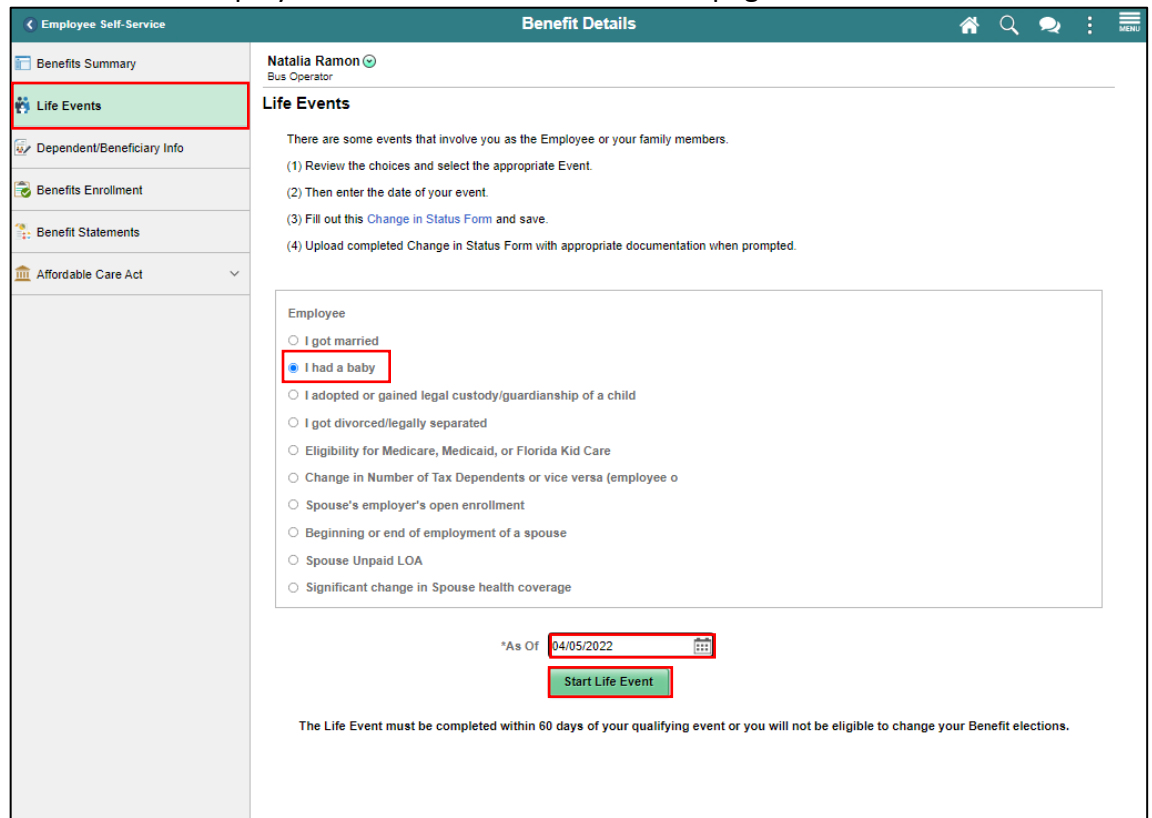 Employee Self-Service
Benefit Details
MENU
Benefits Summary
Life Events
Dependent/Beneficiary Info
Benefits Enrollment
Benefit Statements
Affordable Care Act
Natalia Ramon
Bus Operator
Life Events
There are some events that involve you as the Employee or your family members.
(1) Review the choices and select the appropriate Event.
(2) Then enter the date of your event.
(3) Fill out this Change in Status Form and save.
(4) Upload completed Change in Status Form with appropriate documentation when prompted.
Employee
I got married
I had a baby
I adopted or gained legal custody/guardianship of a child
I got divorced/legally separated
Eligibility for Medicare, Medicaid, or Florida Kid Care
Change in Number of Tax Dependents or vice versa (employee o
Spouse's employer's open enrollment
Beginning or end of employment of a spouse
Spouse Unpaid LOA
Significant change in Spouse health coverage
*As Of 04/05/2022
Start Life Event
The Life Event must be completed within 60 days of your qualifying event or you will not be eligible to change your Benefit elections.